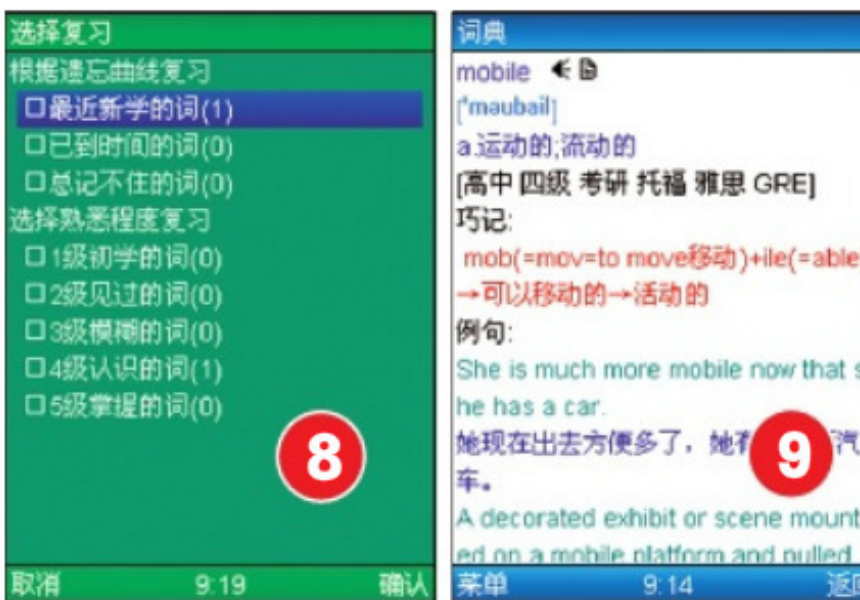 选择复习
根据遗忘曲线复习
最近新学的词(1)
已到时间的词(0)
总记不住的词(0)
选择熟悉程度复习
1级初学的词(0)
2级见过的词(0)
3级模糊的词(0)
4级认识的词(1)
5级掌握的词(0)
8
取消 9:19 确认
词典
mobile
['məubail]
a.运动的;流动的
[高中 四级 考研 托福 雅思 GRE]
巧记:
mob(=mov=to move移动)+ile(=able
→可以移动的→活动的
例句:
She is much more mobile now that s
he has a car.
她现在出去方便多了，她 汽
车。
9
A decorated exhibit or scene mount
ed on a mobile platform and pulled
菜单 9:14 返回